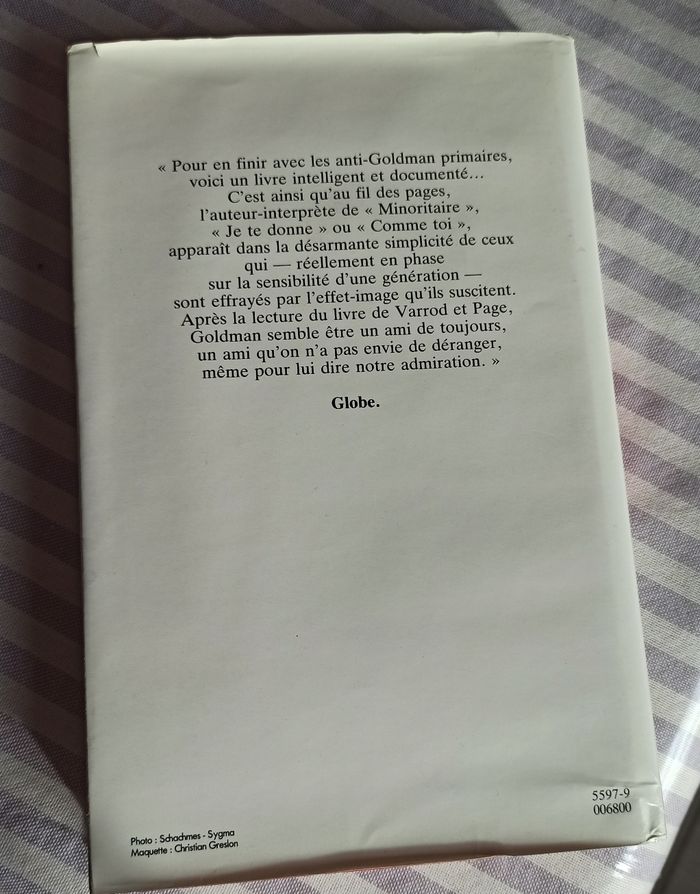 « Pour en finir avec les anti-Goldman primaires,
voici un livre intelligent et documenté...
C'est ainsi qu'au fil des pages,
l'auteur-interprète de « Minoritaire »,
« Je te donne » ou « Comme toi »,
apparaît dans la désarmante simplicité de ceux
qui — réellement en phase
sur la sensibilité d'une génération —
sont effrayés par l'effet-image qu'ils suscitent.
Après la lecture du livre de Varrod et Page,
Goldman semble être un ami de toujours,
un ami qu'on n'a pas envie de déranger,
même pour lui dire notre admiration. »
Globe.
5597-9
006800
Photo : Schachmes - Sygma
Maquette : Christian Greslon